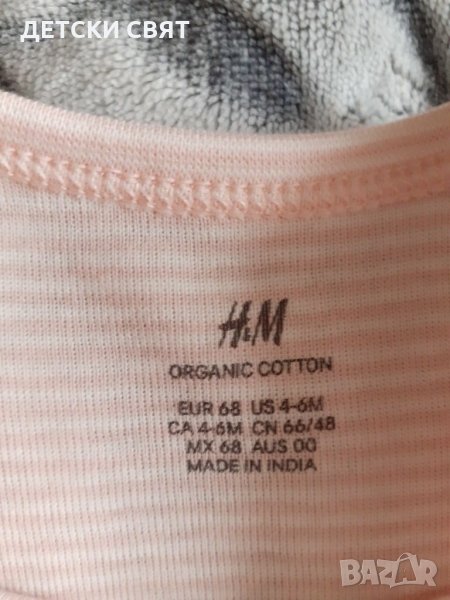 ДЕТСКИ СВЯТ
H&M
ORGANIC COTTON
EUR 68 US 4-6M
CA 4-6M CN 66/48
MX 68 AUS 00
MADE IN INDIA
BAZAR